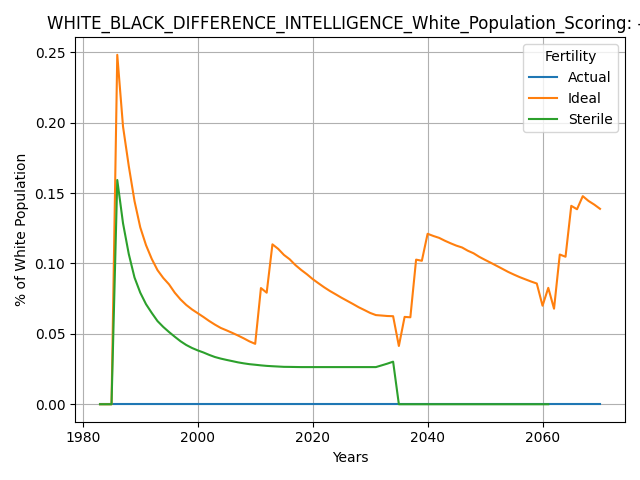 WHITE_BLACK_DIFFERENCE_INTELLIGENCE_White_Population_Scoring: -
Fertility
Actual
Ideal
Sterile
0.25
0.20
0.15
0.10
0.05
0.00
% of White Population
1980
2000
2020
2040
2060
Years